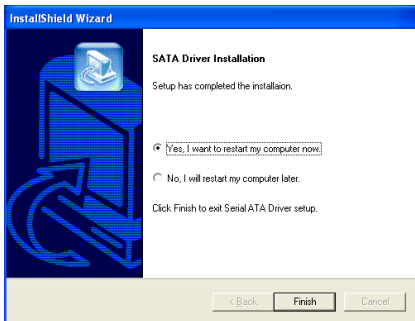 InstallShield Wizard
SATA Driver Installation
Setup has completed the installaion.
Yes, I want to restart my computer now.
No, I will restart my computer later.
Click Finish to exit Serial ATA Driver setup.
< Back Finish Cancel